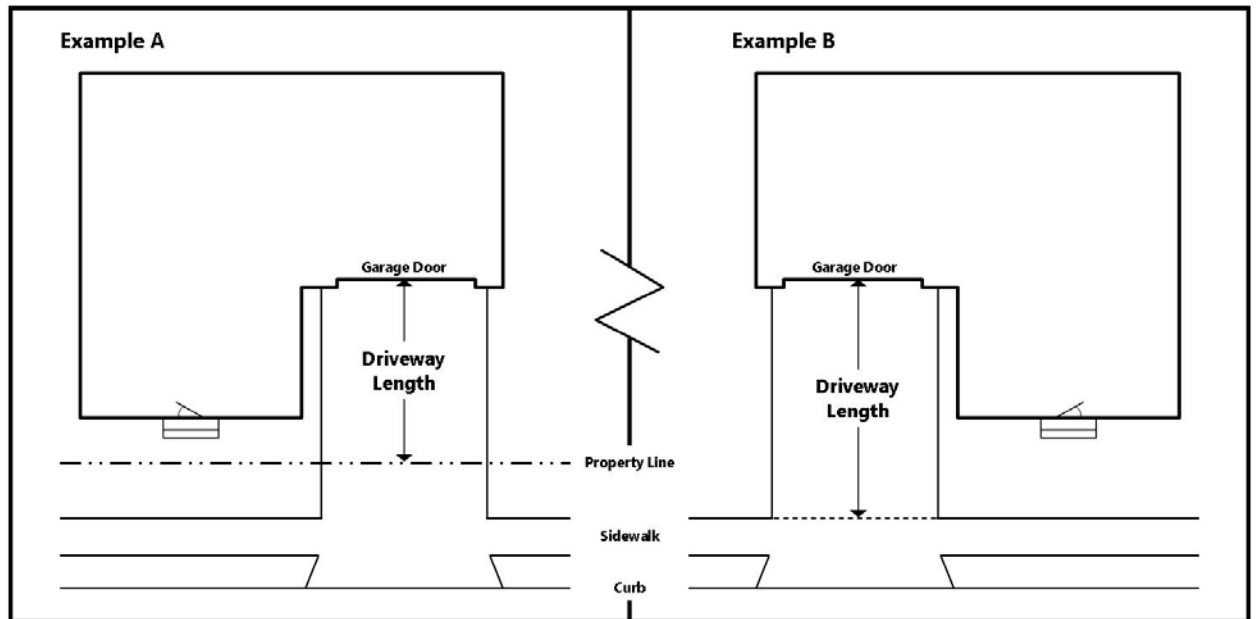 Example A
Example B
Garage Door
Garage Door
Driveway
Length
Driveway
Length
Property Line
Sidewalk
Curb